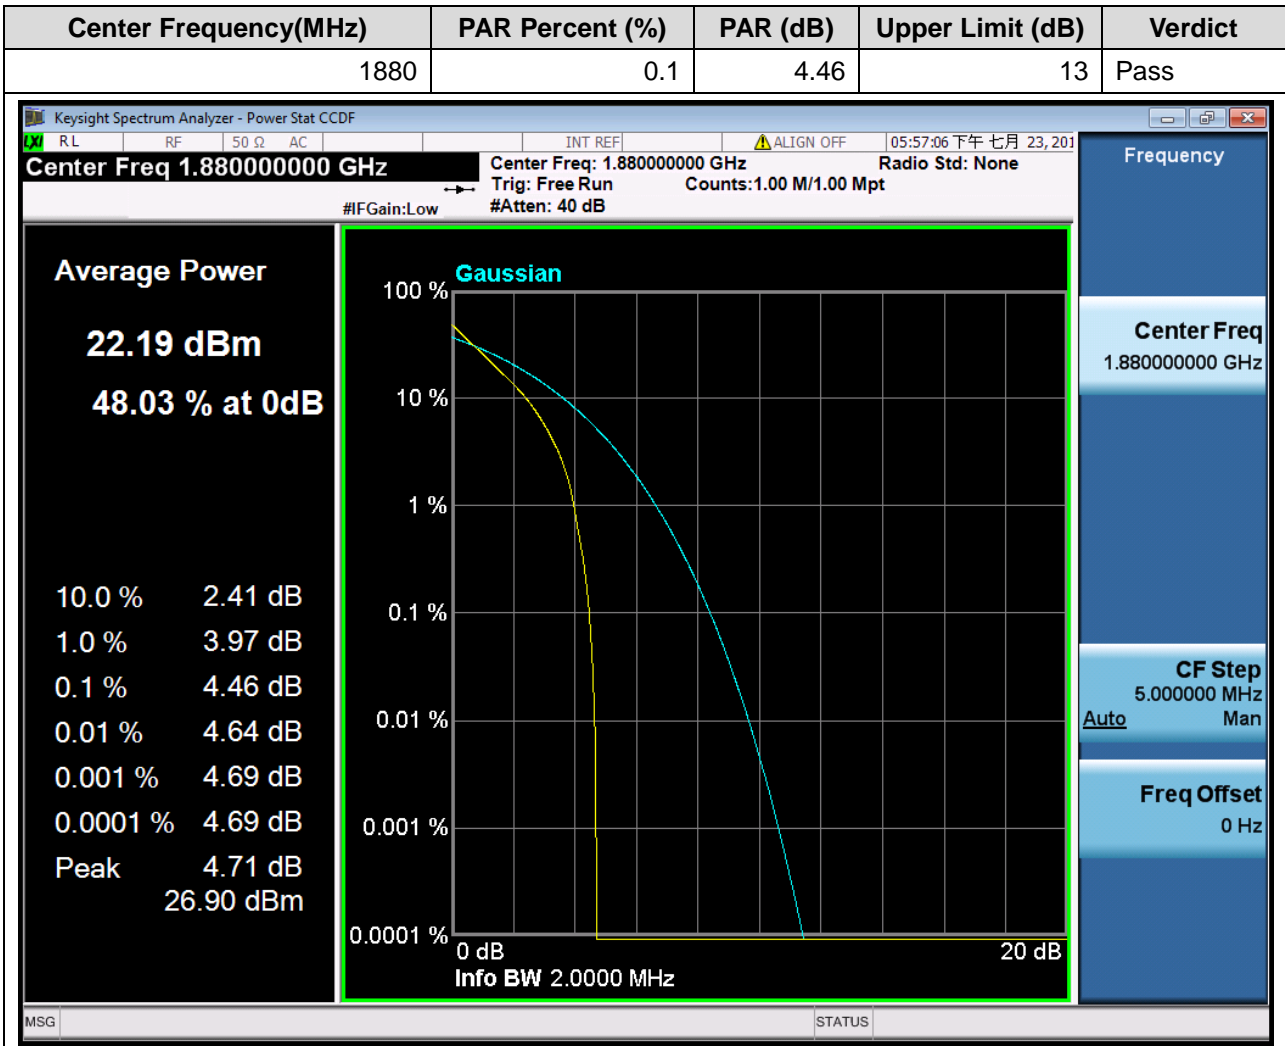 Center Frequency(MHz) PAR Percent (%) PAR (dB) Upper Limit (dB) Verdict
1880 0.1 4.46 13 Pass
Keysight Spectrum Analyzer - Power Stat CCDF
LXI RL RF 50 Ω AC INT REF ALIGN OFF 05:57:06 下午 七月 23, 201
Center Freq 1.880000000 GHz
Center Freq: 1.880000000 GHz Radio Std: None
Trig: Free Run Counts:1.00 M/1.00 Mpt
#IFGain:Low #Atten: 40 dB
Average Power
22.19 dBm
48.03 % at 0dB
10.0 % 2.41 dB
1.0 % 3.97 dB
0.1 % 4.46 dB
0.01 % 4.64 dB
0.001 % 4.69 dB
0.0001 % 4.69 dB
Peak 4.71 dB
26.90 dBm
Gaussian
100 %
10 %
1 %
0.1 %
0.01 %
0.001 %
0.0001 %
0 dB 20 dB
Info BW 2.0000 MHz
Frequency
Center Freq
1.880000000 GHz
CF Step
5.000000 MHz
Auto Man
Freq Offset
0 Hz
MSG STATUS